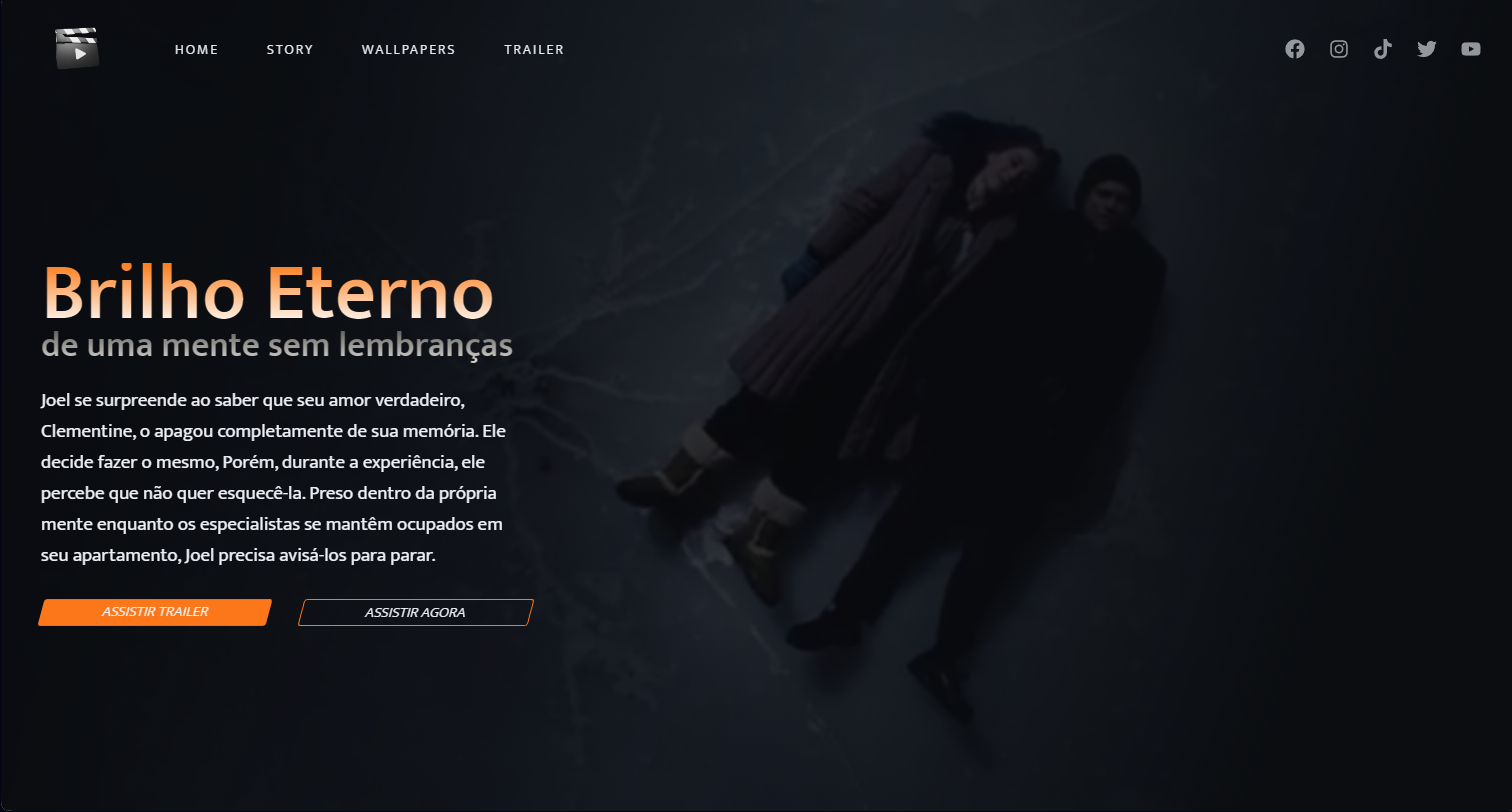 HOME STORY WALLPAPERS TRAILER
Brilho Eterno
de uma mente sem lembranças
Joel se surpreende ao saber que seu amor verdadeiro,
Clementine, o apagou completamente de sua memória. Ele
decide fazer o mesmo, Porém, durante a experiência, ele
percebe que não quer esquecê-la. Preso dentro da própria
mente enquanto os especialistas se mantêm ocupados em
seu apartamento, Joel precisa avisá-los para parar.
ASSISTIR TRAILER ASSISTIR AGORA